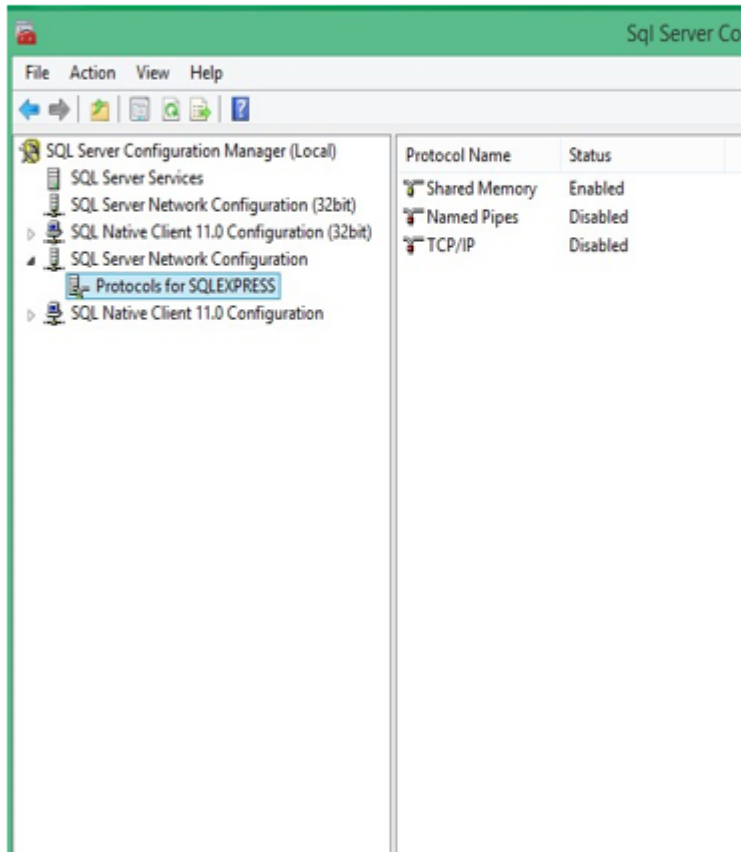 Sql Server Co
File Action View Help
SQL Server Configuration Manager (Local)
SQL Server Services
SQL Server Network Configuration (32bit)
SQL Native Client 11.0 Configuration (32bit)
SQL Server Network Configuration
Protocols for SQLEXPRESS
SQL Native Client 11.0 Configuration
Protocol Name Status
Shared Memory Enabled
Named Pipes Disabled
TCP/IP Disabled